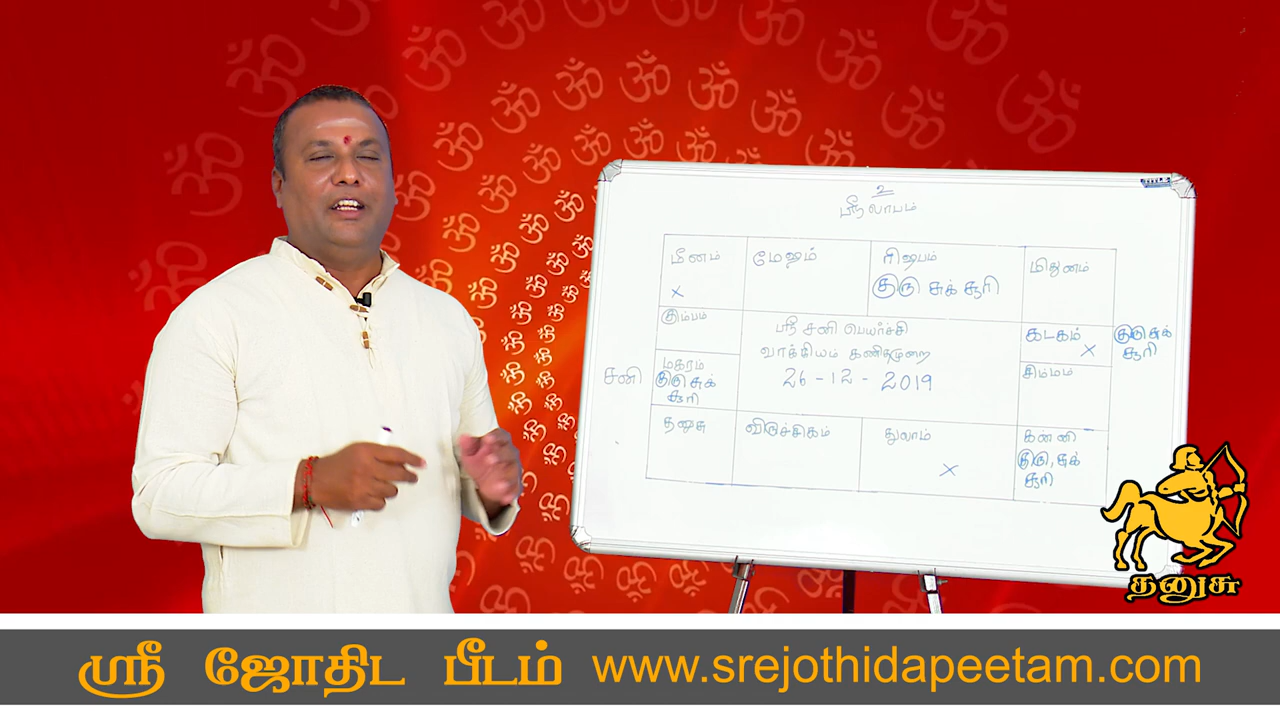 உ
ஸ்ரீ லாபம்
மீனம்
மேஷம்
ரிஷபம்
மிதுனம்
குரு சுக் சூரி
x
கும்பம்
ஸ்ரீ சனி பெயர்ச்சி
வாக்கியம் கணிதமுறை
26 - 12 - 2019
கடகம்
x
குரு சுக்
சூரி
சனி
மகரம்
குரு சுக்
சூரி
சிம்மம்
தனுசு
விருச்சிகம்
துலாம்
x
கன்னி
குரு, சுக்
சூரி
தனுசு
ஸ்ரீ ஜோதிட பீடம் www.srejothidapeetam.com